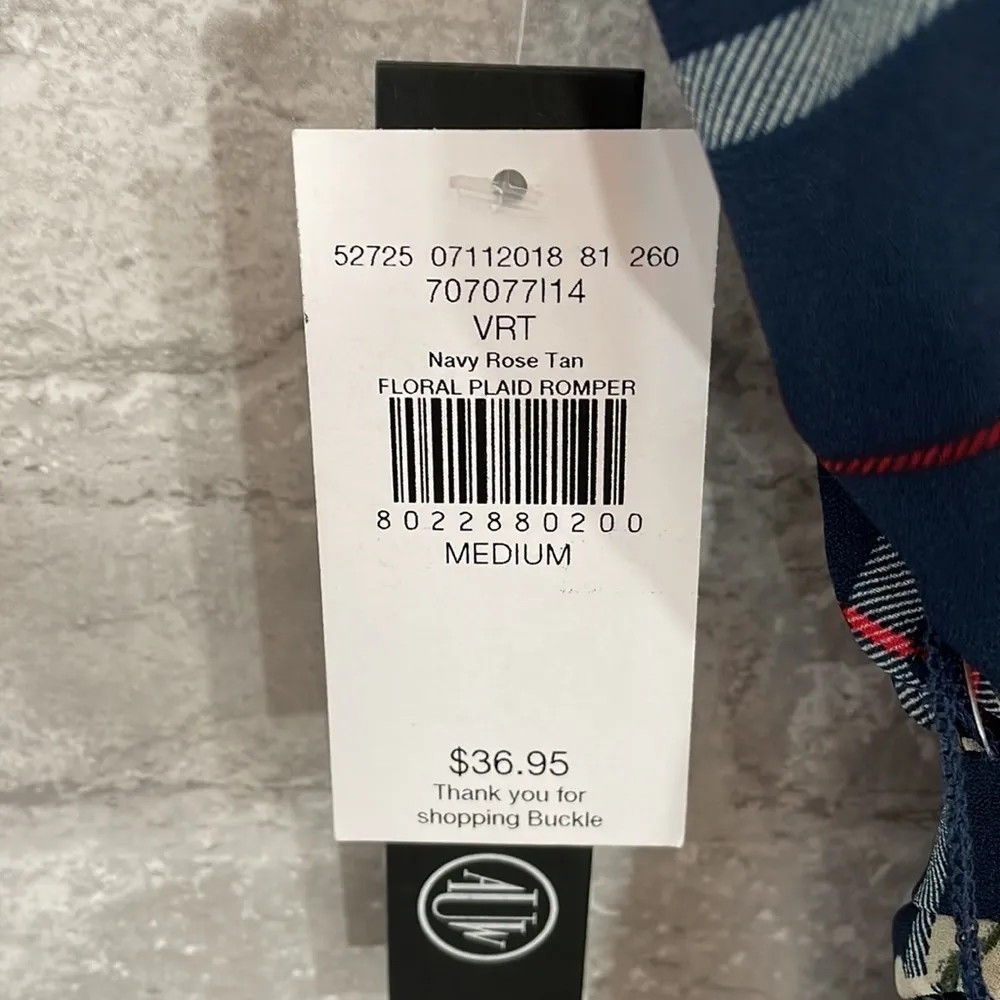 52725 07112018 81 260
707077I14
VRT
Navy Rose Tan
FLORAL PLAID ROMPER
8022880200
MEDIUM
$36.95
Thank you for
shopping Buckle